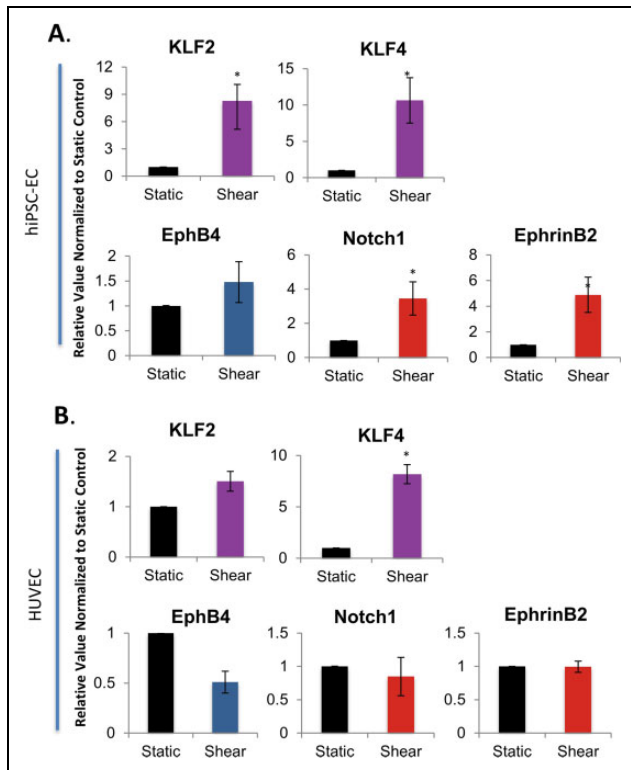 A.
hiPSC-EC
Relative Value Normalized to Static Control
KLF2
12
9
6
3
0
*
Static Shear
KLF4
15
10
5
0
*
Static Shear
EphB4
2
1.5
1
0.5
0
Static Shear
Notch1
6
4
2
0
*
Static Shear
EphrinB2
8
6
4
2
0
*
Static Shear
B.
HUVEC
Relative Value Normalized to Static Control
KLF2
2
1
0
Static Shear
KLF4
10
5
0
*
Static Shear
EphB4
1
0.5
0
Static Shear
Notch1
1.5
1
0.5
0
Static Shear
EphrinB2
1.5
1
0.5
0
Static Shear